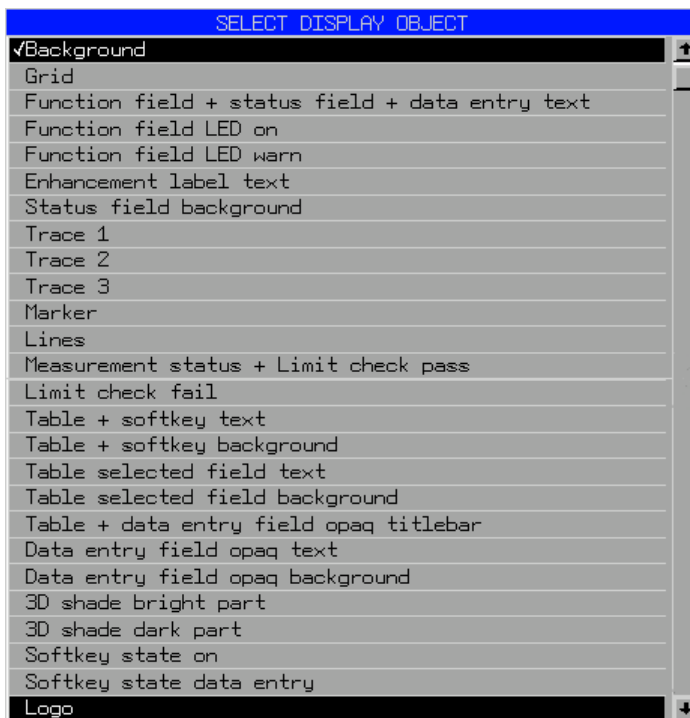 SELECT DISPLAY OBJECT
✓Background
Grid
Function field + status field + data entry text
Function field LED on
Function field LED warn
Enhancement label text
Status field background
Trace 1
Trace 2
Trace 3
Marker
Lines
Measurement status + Limit check pass
Limit check fail
Table + softkey text
Table + softkey background
Table selected field text
Table selected field background
Table + data entry field opaq titlebar
Data entry field opaq text
Data entry field opaq background
3D shade bright part
3D shade dark part
Softkey state on
Softkey state data entry
Logo